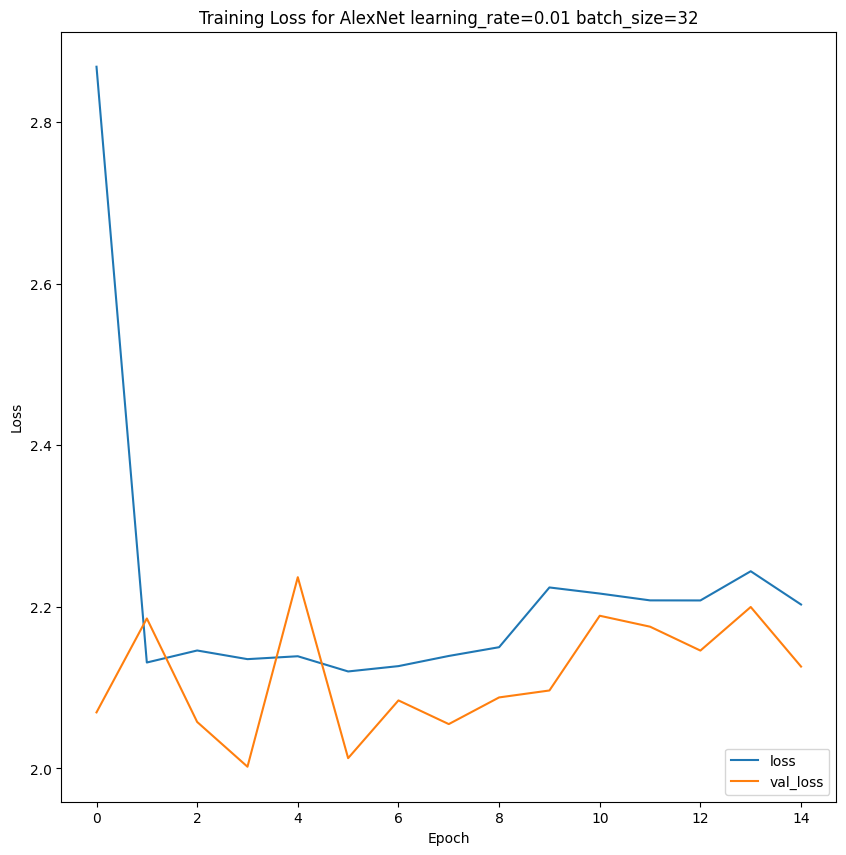 Training Loss for AlexNet learning_rate=0.01 batch_size=32
2.8
2.6
2.4
2.2
2.0
Loss
0 2 4 6 8 10 12 14
Epoch
loss
val_loss